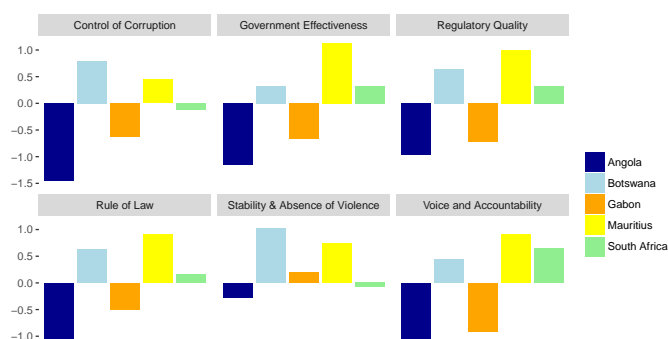 Control of Corruption
Government Effectiveness
Regulatory Quality
1.0
0.5
0.0
−0.5
−1.0
−1.5
Rule of Law
Stability & Absence of Violence
Voice and Accountability
1.0
0.5
0.0
−0.5
−1.0
Angola
Botswana
Gabon
Mauritius
South Africa